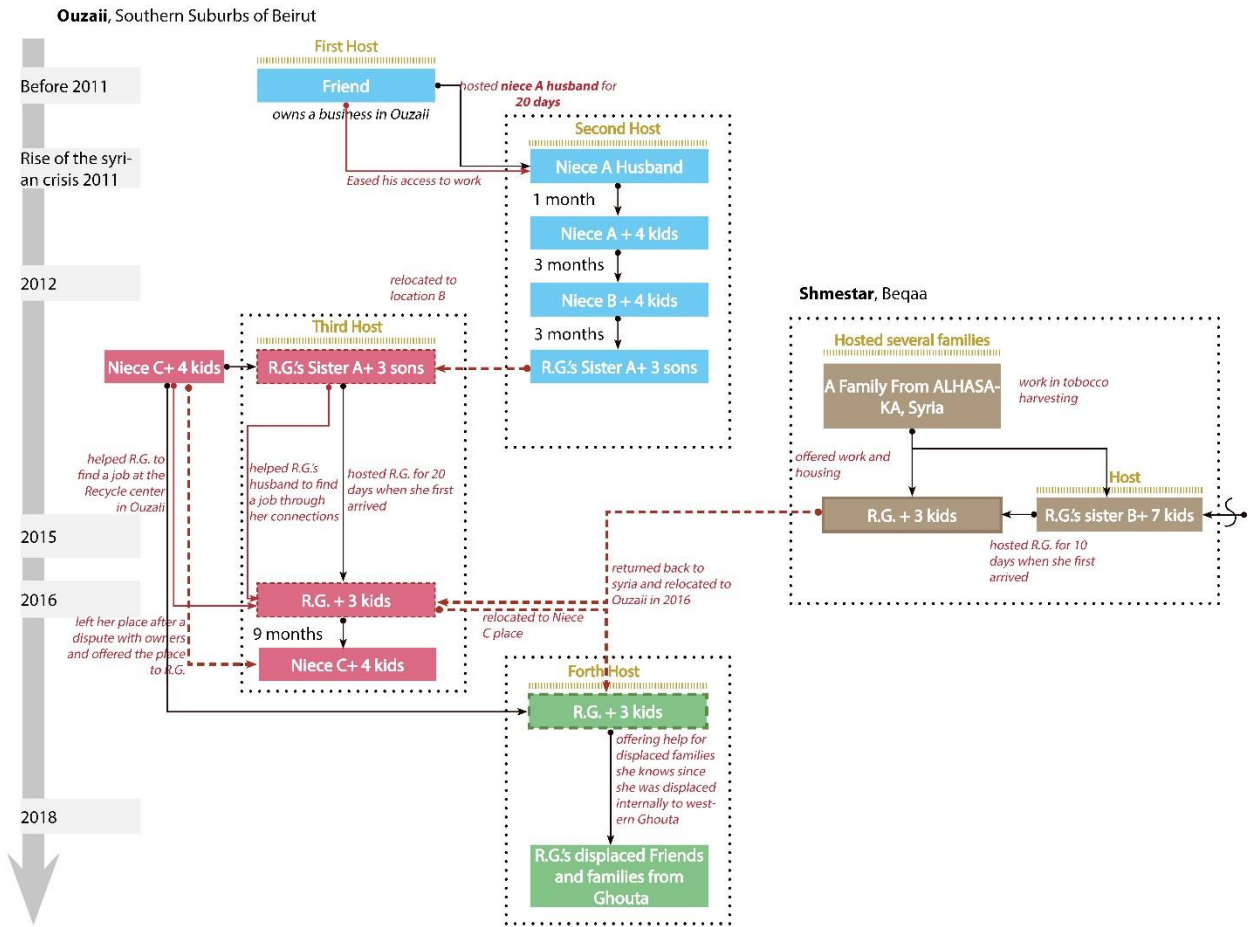 Ouzaii, Southern Suburbs of Beirut
Before 2011
Rise of the syri-
an crisis 2011
2012
2015
2016
2018
First Host
Friend
owns a business in Ouzaii
hosted niece A husband for
20 days
Eased his access to work
Second Host
Niece A Husband
1 month
Niece A + 4 kids
3 months
Niece B + 4 kids
3 months
R.G.'s Sister A+ 3 sons
relocated to
location B
Third Host
Niece C+ 4 kids
R.G.'s Sister A+ 3 sons
helped R.G. to
find a job at the
Recycle center
in Ouzali
helped R.G.'s
husband to find
a job through
her connections
hosted R.G. for 20
days when she first
arrived
R.G. + 3 kids
left her place after a
dispute with owners
and offered the place
to R.G.
9 months
Niece C+ 4 kids
relocated to Niece
C place
returned back to
syria and relocated to
Ouzaii in 2016
Forth Host
R.G. + 3 kids
offering help for
displaced families
she knows since
she was displaced
internally to west-
ern Ghouta
R.G.'s displaced Friends
and families from
Ghouta
Shmestar, Beqaa
Hosted several families
A Family From ALHASA-
KA, Syria
work in tobocco
harvesting
offered work and
housing
Host
R.G. + 3 kids
R.G.'s sister B+ 7 kids
hosted R.G. for 10
days when she first
arrived